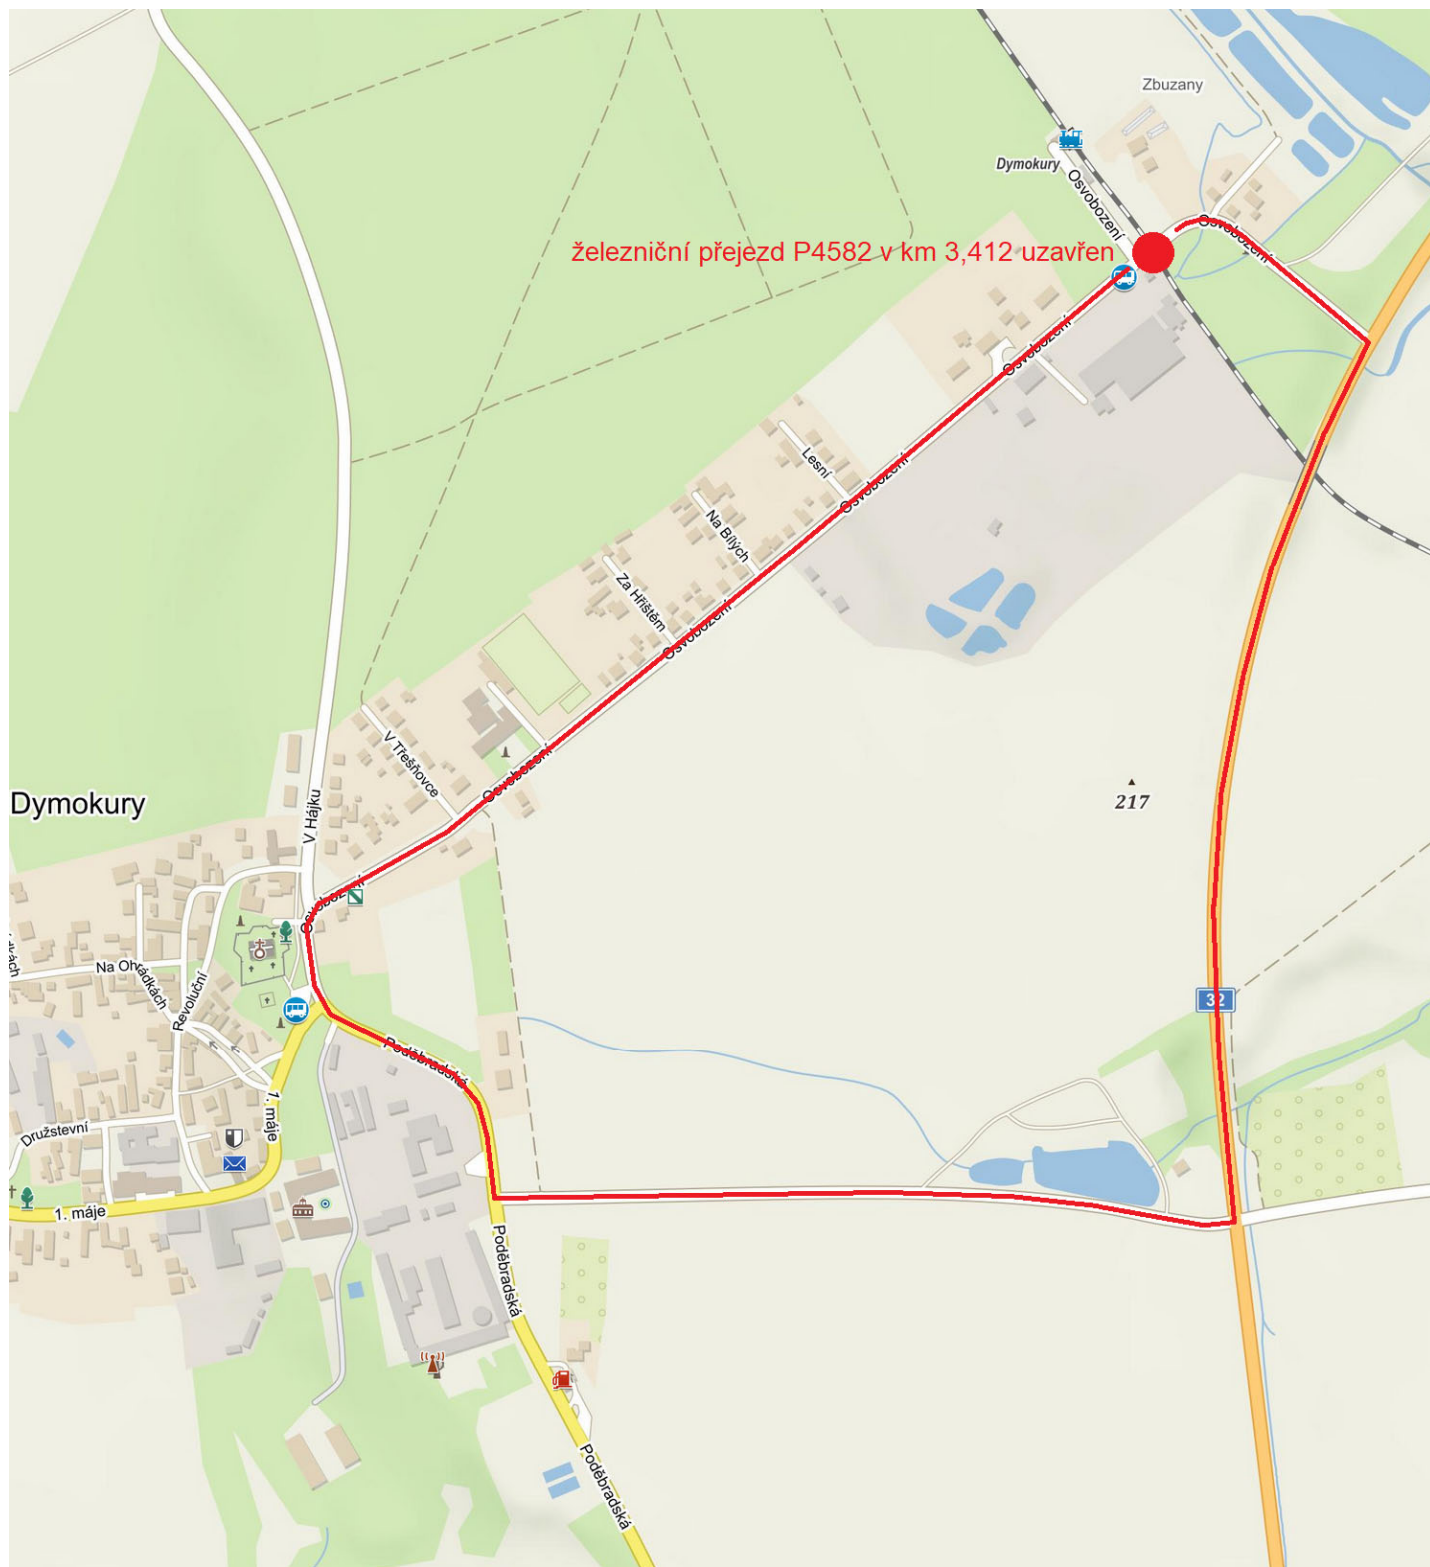 Zbuzany
Dymokury
Osvobození
Osvobození
železniční přejezd P4582 v km 3,412 uzavřen
Osvobození
Lesní
Osvobození
Na Bílých
Za Hřištěm
Osvobození
V Třešňovce
Osvobození
217
Dymokury
V Hájku
Osvobození
Na Ohrádkách
Revoluční
32
Poděbradská
1. máje
Družstevní
1. máje
Poděbradská
Poděbradská